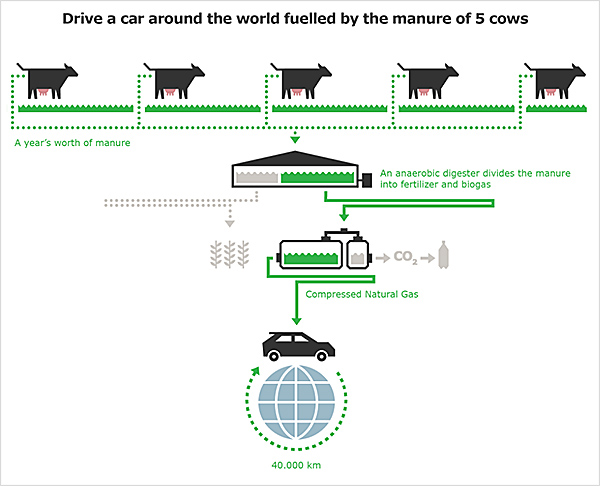 Drive a car around the world fuelled by the manure of 5 cows
A year's worth of manure
An anaerobic digester divides the manure
into fertilizer and biogas
CO₂
Compressed Natural Gas
40.000 km